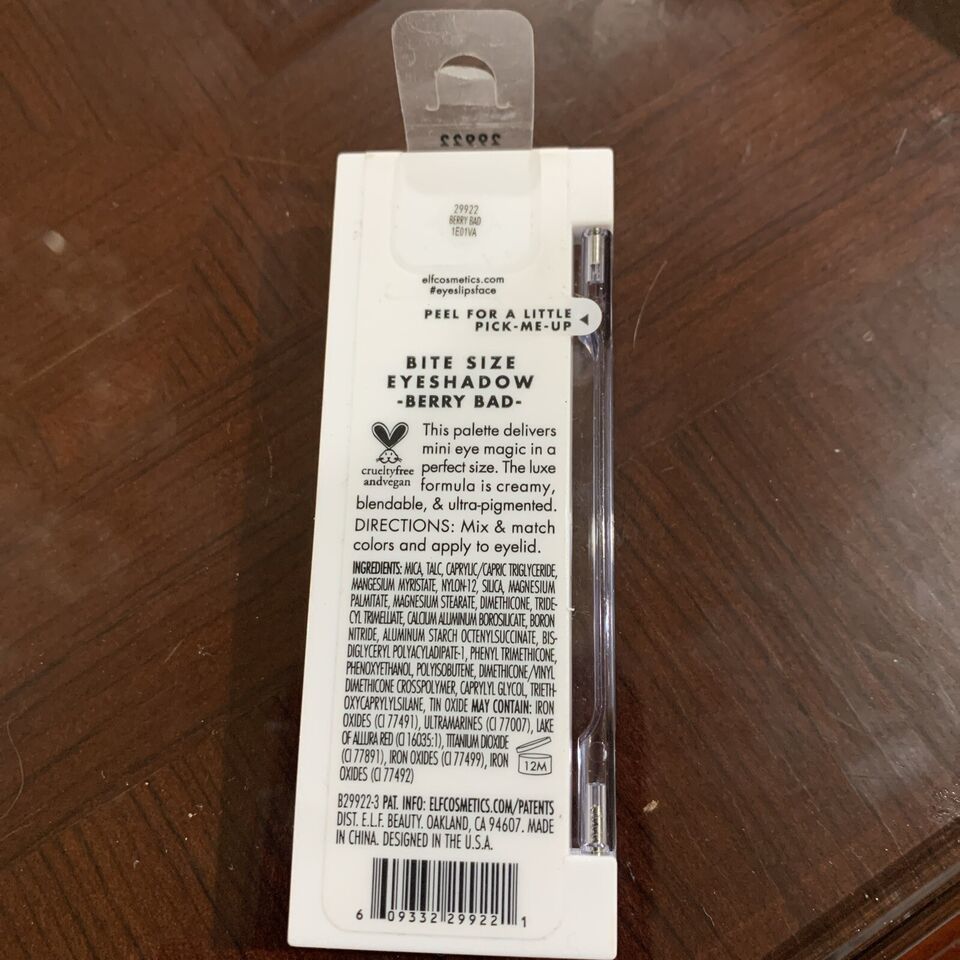 29922
29922
BERRY BAD
1E01VA
elfcosmetics.com
#eyeslipsface
PEEL FOR A LITTLE
PICK-ME-UP
BITE SIZE
EYESHADOW
-BERRY BAD-
This palette delivers
mini eye magic in a
perfect size. The luxe
formula is creamy,
blendable, & ultra-pigmented.
crueltyfree
andvegan
DIRECTIONS: Mix & match
colors and apply to eyelid.
INGREDIENTS: MICA, TALC, CAPRYLIC/CAPRIC TRIGLYCERIDE,
MANGESIUM MYRISTATE, NYLON-12, SILICA, MAGNESIUM
PALMITATE, MAGNESIUM STEARATE, DIMETHICONE, TRIDE-
CYL TRIMELLIATE, CALCIUM ALUMINUM BOROSILICATE, BORON
NITRIDE, ALUMINUM STARCH OCTENYLSUCCINATE, BIS-
DIGLYCERYL POLYACYLADIPATE-1, PHENYL TRIMETHICONE,
PHENOXYETHANOL, POLYISOBUTENE, DIMETHICONE/VINYL
DIMETHICONE CROSSPOLYMER, CAPRYLYL GLYCOL, TRIETH-
OXYCAPRYLYLSILANE, TIN OXIDE MAY CONTAIN: IRON
OXIDES (CI 77491), ULTRAMARINES (CI 77007), LAKE
OF ALLURA RED (CI 16035:1), TITANIUM DIOXIDE
(CI 77891), IRON OXIDES (CI 77499), IRON
OXIDES (CI 77492)
12M
B29922-3 PAT. INFO: ELFCOSMETICS.COM/PATENTS
DIST. E.L.F. BEAUTY. OAKLAND, CA 94607. MADE
IN CHINA. DESIGNED IN THE U.S.A.
6 09332 29922 1